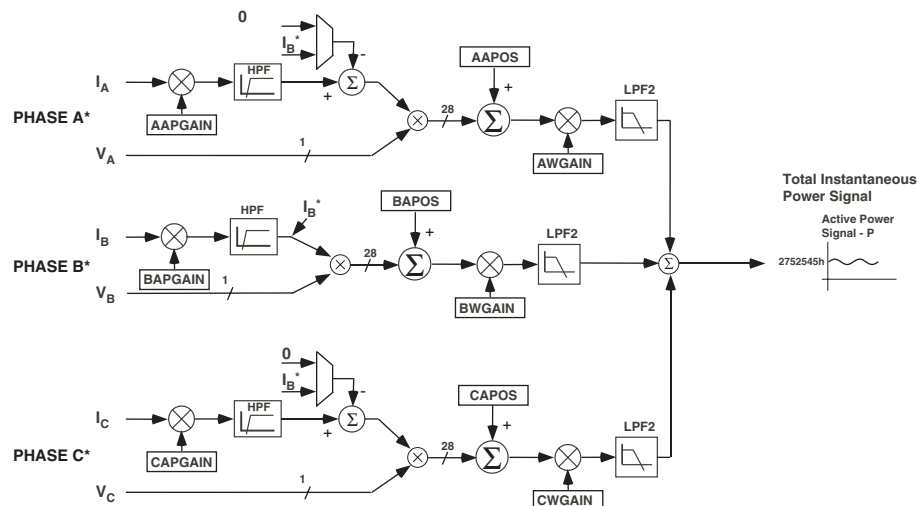 0
I_B*
-
I_A
HPF
+
Σ
PHASE A*
AAPGAIN
V_A
1
×
28
AAPOS
+
Σ
AWGAIN
LPF2
I_B
HPF
I_B*
PHASE B*
BAPGAIN
V_B
1
×
28
BAPOS
+
Σ
BWGAIN
LPF2
Σ
Total Instantaneous
Power Signal
Active Power
Signal - P
2752545h
0
I_B*
-
I_C
HPF
+
Σ
PHASE C*
CAPGAIN
V_C
1
×
28
CAPOS
+
Σ
CWGAIN
LPF2